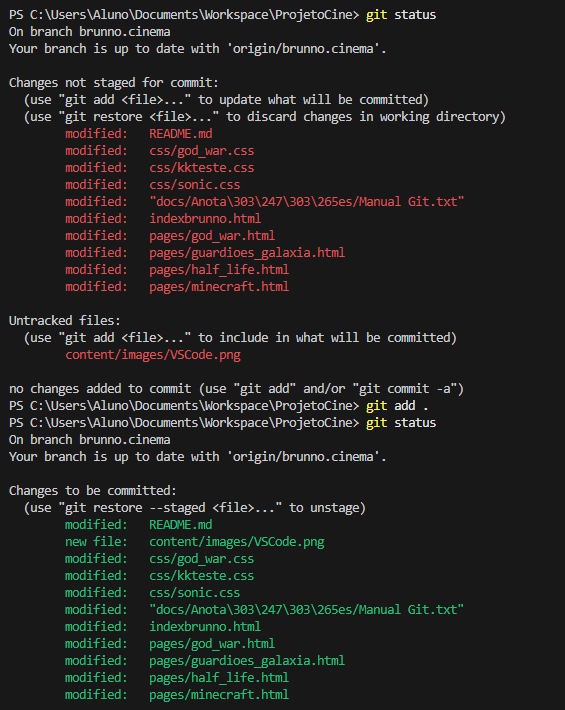 PS C:\Users\Aluno\Documents\Workspace\ProjetoCine> git status
On branch brunno.cinema
Your branch is up to date with 'origin/brunno.cinema'.
Changes not staged for commit:
(use "git add <file>..." to update what will be committed)
(use "git restore <file>..." to discard changes in working directory)
modified:   README.md
modified:   css/god_war.css
modified:   css/kkteste.css
modified:   css/sonic.css
modified:   "docs/Anota\303\247\303\265es/Manual Git.txt"
modified:   indexbrunno.html
modified:   pages/god_war.html
modified:   pages/guardioes_galaxia.html
modified:   pages/half_life.html
modified:   pages/minecraft.html
Untracked files:
(use "git add <file>..." to include in what will be committed)
content/images/VSCode.png
no changes added to commit (use "git add" and/or "git commit -a")
PS C:\Users\Aluno\Documents\Workspace\ProjetoCine> git add .
PS C:\Users\Aluno\Documents\Workspace\ProjetoCine> git status
On branch brunno.cinema
Your branch is up to date with 'origin/brunno.cinema'.
Changes to be committed:
(use "git restore --staged <file>..." to unstage)
modified:   README.md
new file:   content/images/VSCode.png
modified:   css/god_war.css
modified:   css/kkteste.css
modified:   css/sonic.css
modified:   "docs/Anota\303\247\303\265es/Manual Git.txt"
modified:   indexbrunno.html
modified:   pages/god_war.html
modified:   pages/guardioes_galaxia.html
modified:   pages/half_life.html
modified:   pages/minecraft.html